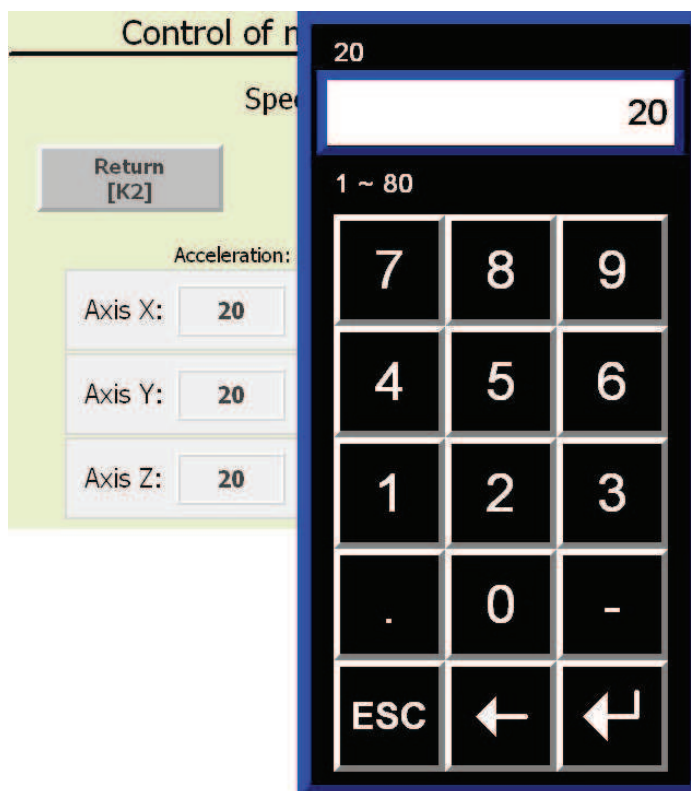 Control of
Return
[K2]
Acceleration:
Axis X: 20
Axis Y: 20
Axis Z: 20
20
20
1 ~ 80
7 8 9
4 5 6
1 2 3
. 0 -
ESC ← ↵